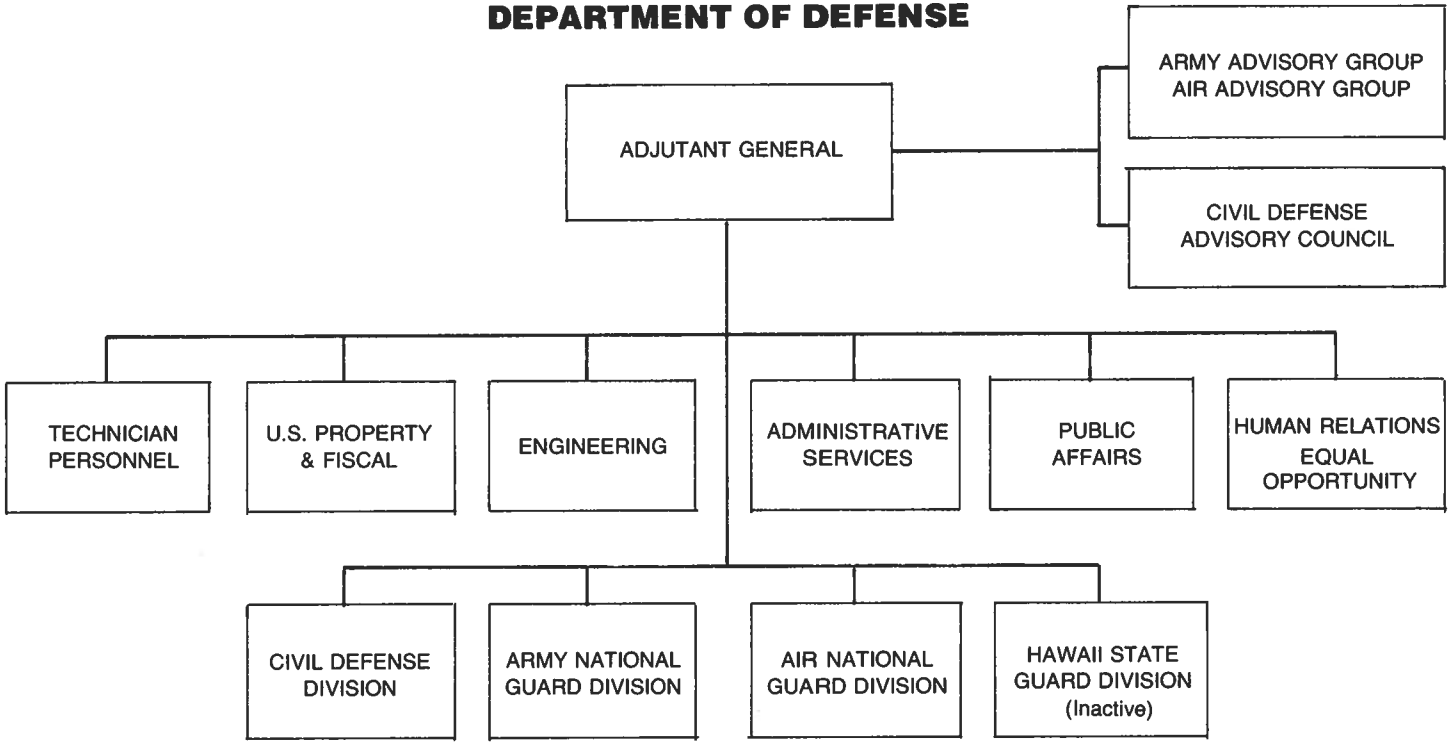 DEPARTMENT OF DEFENSE
ARMY ADVISORY GROUP
AIR ADVISORY GROUP
ADJUTANT GENERAL
CIVIL DEFENSE
ADVISORY COUNCIL
TECHNICIAN
PERSONNEL
U.S. PROPERTY
& FISCAL
ENGINEERING
ADMINISTRATIVE
SERVICES
PUBLIC
AFFAIRS
HUMAN RELATIONS
EQUAL
OPPORTUNITY
CIVIL DEFENSE
DIVISION
ARMY NATIONAL
GUARD DIVISION
AIR NATIONAL
GUARD DIVISION
HAWAII STATE
GUARD DIVISION
(Inactive)